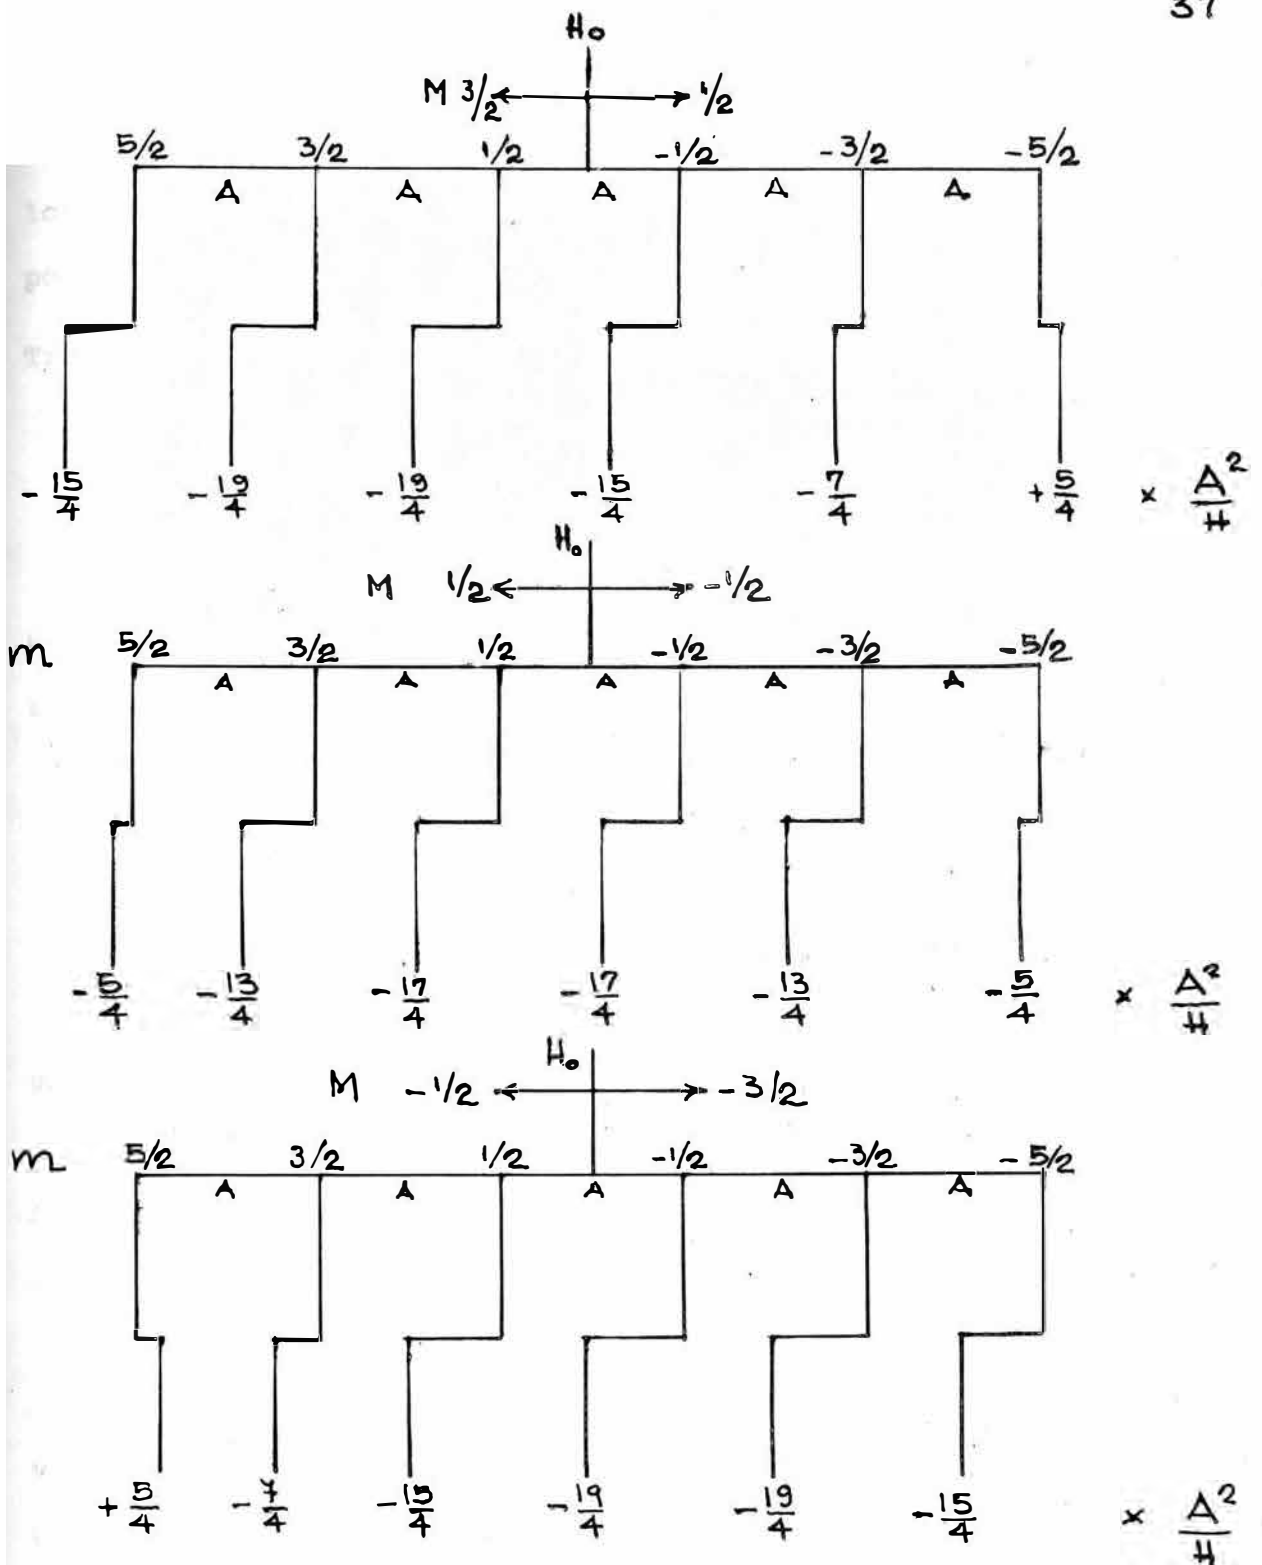 37
H₀
M 3/2 1/2
5/2 3/2 1/2 -1/2 -3/2 -5/2
A A A A A
- 15/4 - 19/4 - 19/4 - 15/4 - 7/4 + 5/4 × A²/H
H₀
M 1/2 -1/2
m 5/2 3/2 1/2 -1/2 -3/2 -5/2
A A A A A
- 5/4 - 13/4 - 17/4 - 17/4 - 13/4 - 5/4 × A²/H
H₀
M -1/2 -3/2
m 5/2 3/2 1/2 -1/2 -3/2 -5/2
A A A A A
+ 5/4 - 7/4 - 15/4 - 19/4 - 19/4 - 15/4 × A²/H